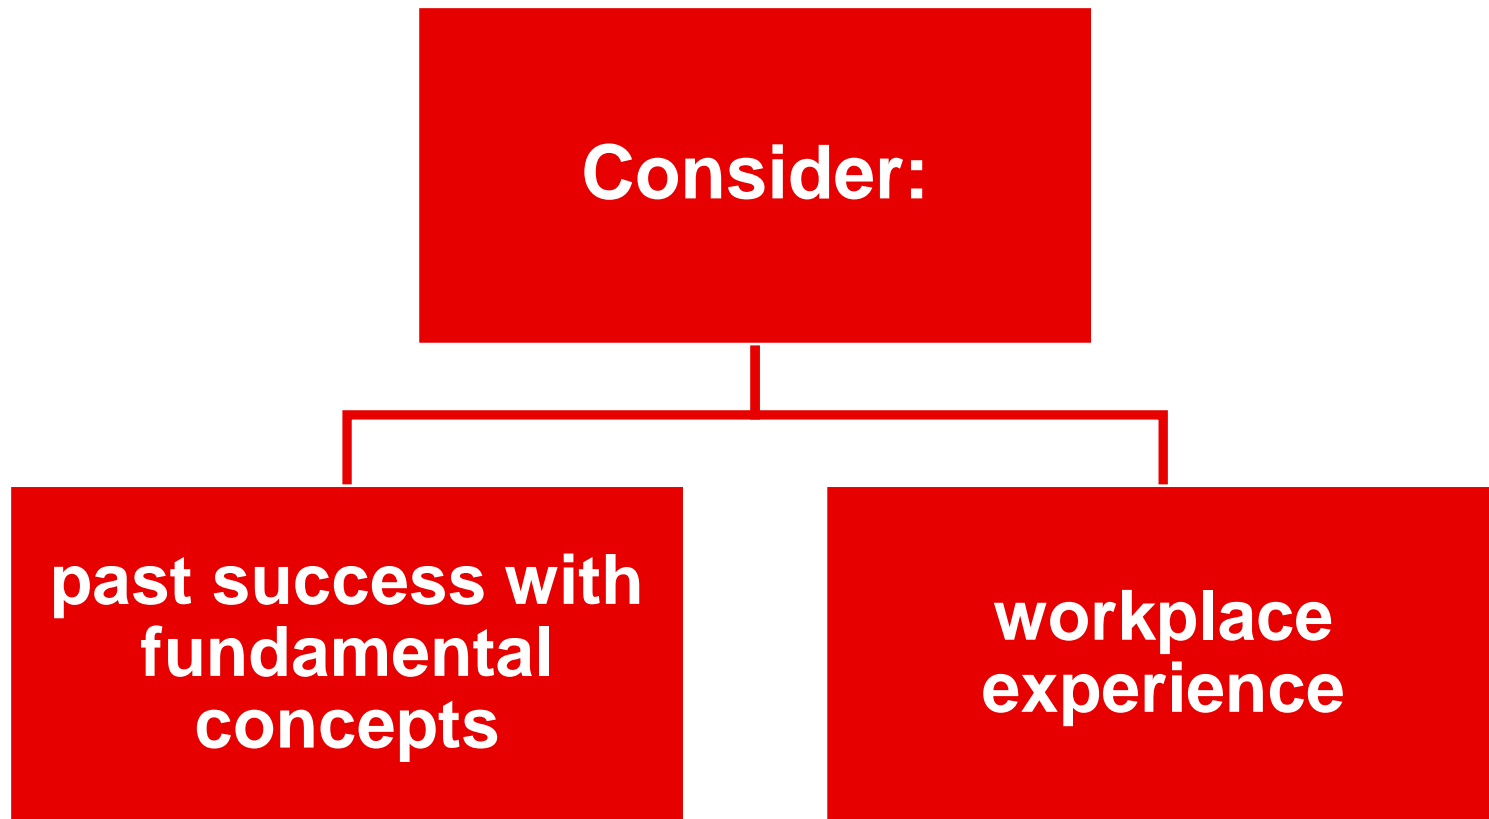 Consider:
past success with
fundamental
concepts
workplace
experience